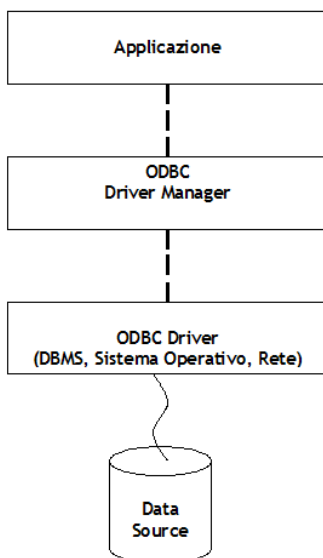 Applicazione
ODBC
Driver Manager
ODBC Driver
(DBMS, Sistema Operativo, Rete)
Data
Source